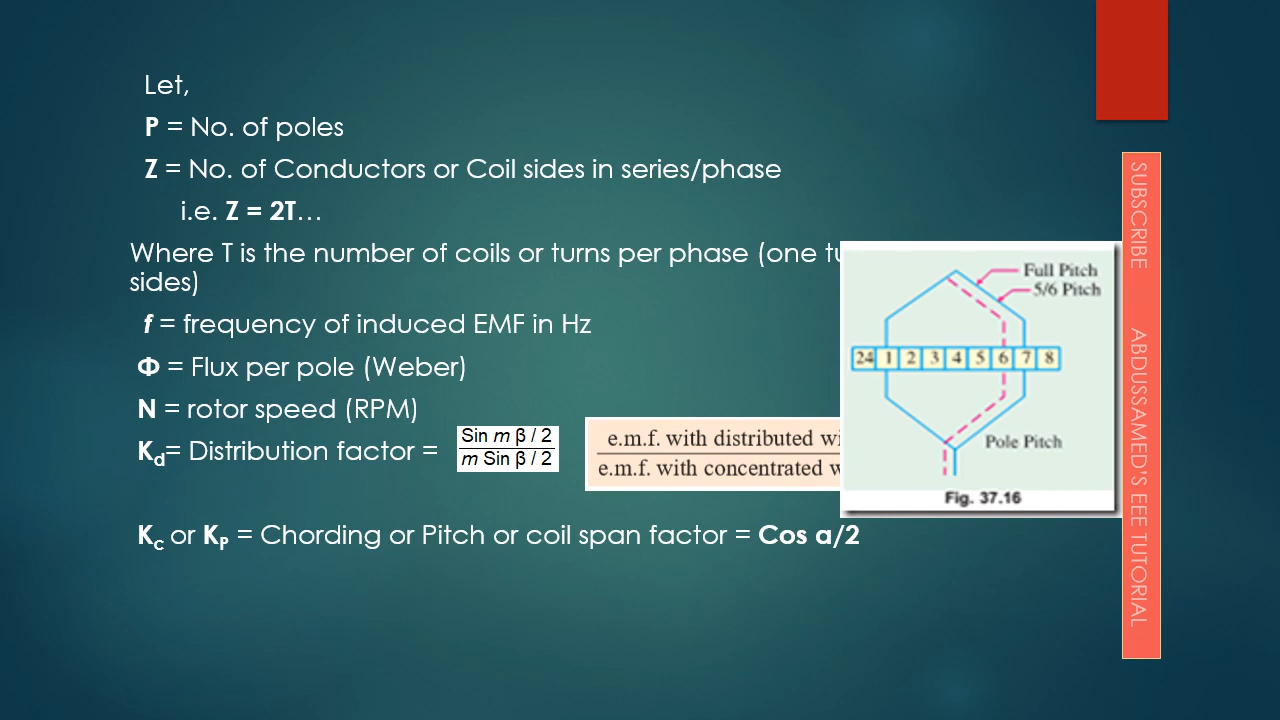 Let,
P = No. of poles
Z = No. of Conductors or Coil sides in series/phase
i.e. Z = 2T…
Where T is the number of coils or turns per phase (one
sides)
f = frequency of induced EMF in Hz
Φ = Flux per pole (Weber)
N = rotor speed (RPM)
Kd= Distribution factor = Sin m β / 2
m Sin β / 2
e.m.f. with distributed
e.m.f. with concentrated
Kc or KP = Chording or Pitch or coil span factor = Cos a/2
Full Pitch
5/6 Pitch
24 1 2 3 4 5 6 7 8
Pole Pitch
Fig. 37.16
SUBSCRIBE ABDUSSAMED'S EEE TUTORIAL